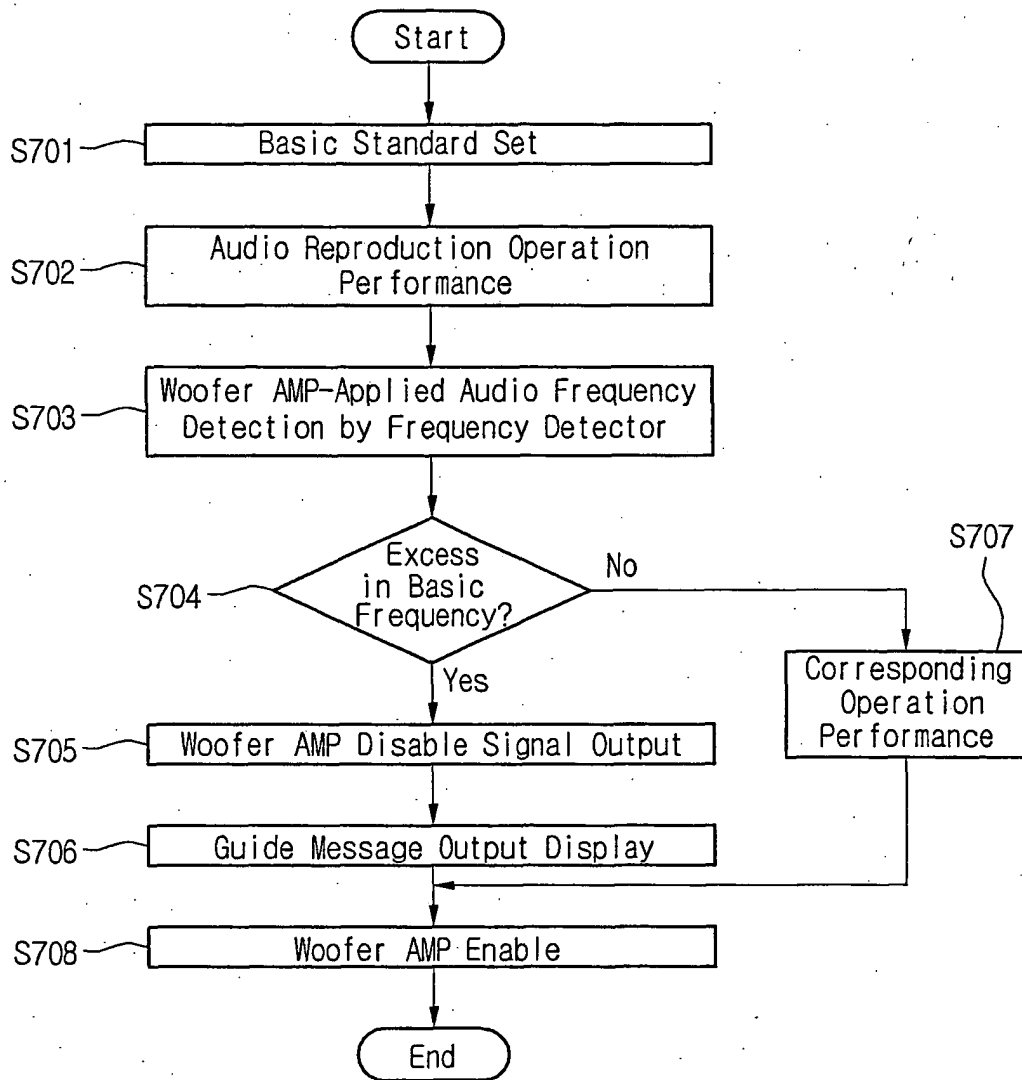 Start
S701
Basic Standard Set
S702
Audio Reproduction Operation
Performance
S703
Woofer AMP-Applied Audio Frequency
Detection by Frequency Detector
S704
Excess
in Basic
Frequency?
No
Yes
S707
Corresponding
Operation
Performance
S705
Woofer AMP Disable Signal Output
S706
Guide Message Output Display
S708
Woofer AMP Enable
End